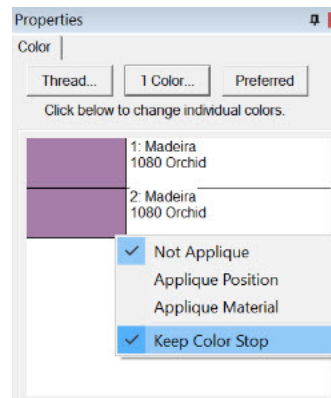 Properties
Color
Thread... 1 Color... Preferred
Click below to change individual colors.
1: Madeira
1080 Orchid
2: Madeira
1080 Orchid
Not Applique
Applique Position
Applique Material
Keep Color Stop